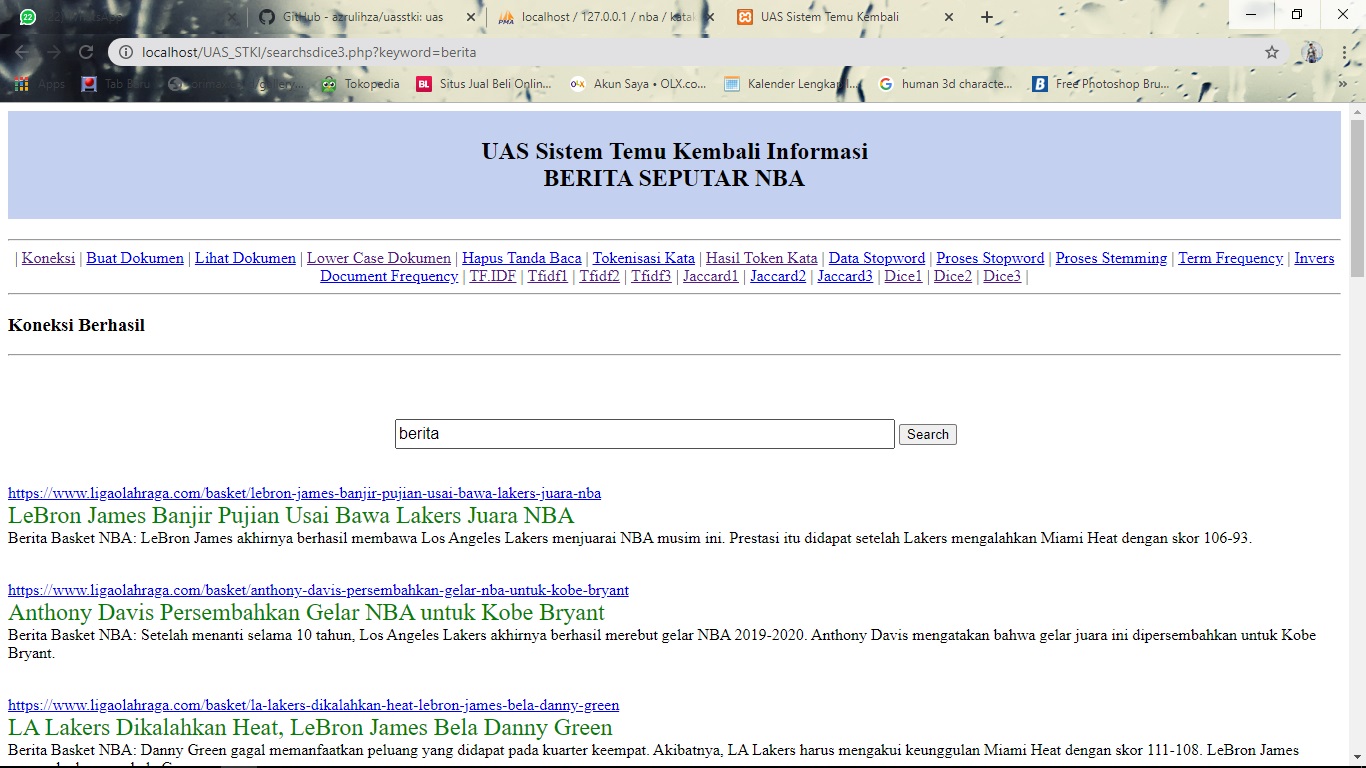 GitHub - azrulihza/uasstki: uas
localhost / 127.0.0.1 / nba / kata
UAS Sistem Temu Kembali
localhost/UAS_STKI/searchsdice3.php?keyword=berita
Apps
Tab Baru
Tokopedia
BL Situs Jual Beli Onlin...
OLX Akun Saya • OLX.co...
Kalender Lengkap I...
human 3d characte...
Free Photoshop Bru...
UAS Sistem Temu Kembali Informasi
BERITA SEPUTAR NBA
| Koneksi | Buat Dokumen | Lihat Dokumen | Lower Case Dokumen | Hapus Tanda Baca | Tokenisasi Kata | Hasil Token Kata | Data Stopword | Proses Stopword | Proses Stemming | Term Frequency | Invers
Document Frequency | TF.IDF | Tfidf1 | Tfidf2 | Tfidf3 | Jaccard1 | Jaccard2 | Jaccard3 | Dice1 | Dice2 | Dice3 |
Koneksi Berhasil
berita Search
https://www.ligaolahraga.com/basket/lebron-james-banjir-pujian-usai-bawa-lakers-juara-nba
LeBron James Banjir Pujian Usai Bawa Lakers Juara NBA
Berita Basket NBA: LeBron James akhirnya berhasil membawa Los Angeles Lakers menjuarai NBA musim ini. Prestasi itu didapat setelah Lakers mengalahkan Miami Heat dengan skor 106-93.
https://www.ligaolahraga.com/basket/anthony-davis-persembahkan-gelar-nba-untuk-kobe-bryant
Anthony Davis Persembahkan Gelar NBA untuk Kobe Bryant
Berita Basket NBA: Setelah menanti selama 10 tahun, Los Angeles Lakers akhirnya berhasil merebut gelar NBA 2019-2020. Anthony Davis mengatakan bahwa gelar juara ini dipersembahkan untuk Kobe
Bryant.
https://www.ligaolahraga.com/basket/la-lakers-dikalahkan-heat-lebron-james-bela-danny-green
LA Lakers Dikalahkan Heat, LeBron James Bela Danny Green
Berita Basket NBA: Danny Green gagal memanfaatkan peluang yang didapat pada kuarter keempat. Akibatnya, LA Lakers harus mengakui keunggulan Miami Heat dengan skor 111-108. LeBron James